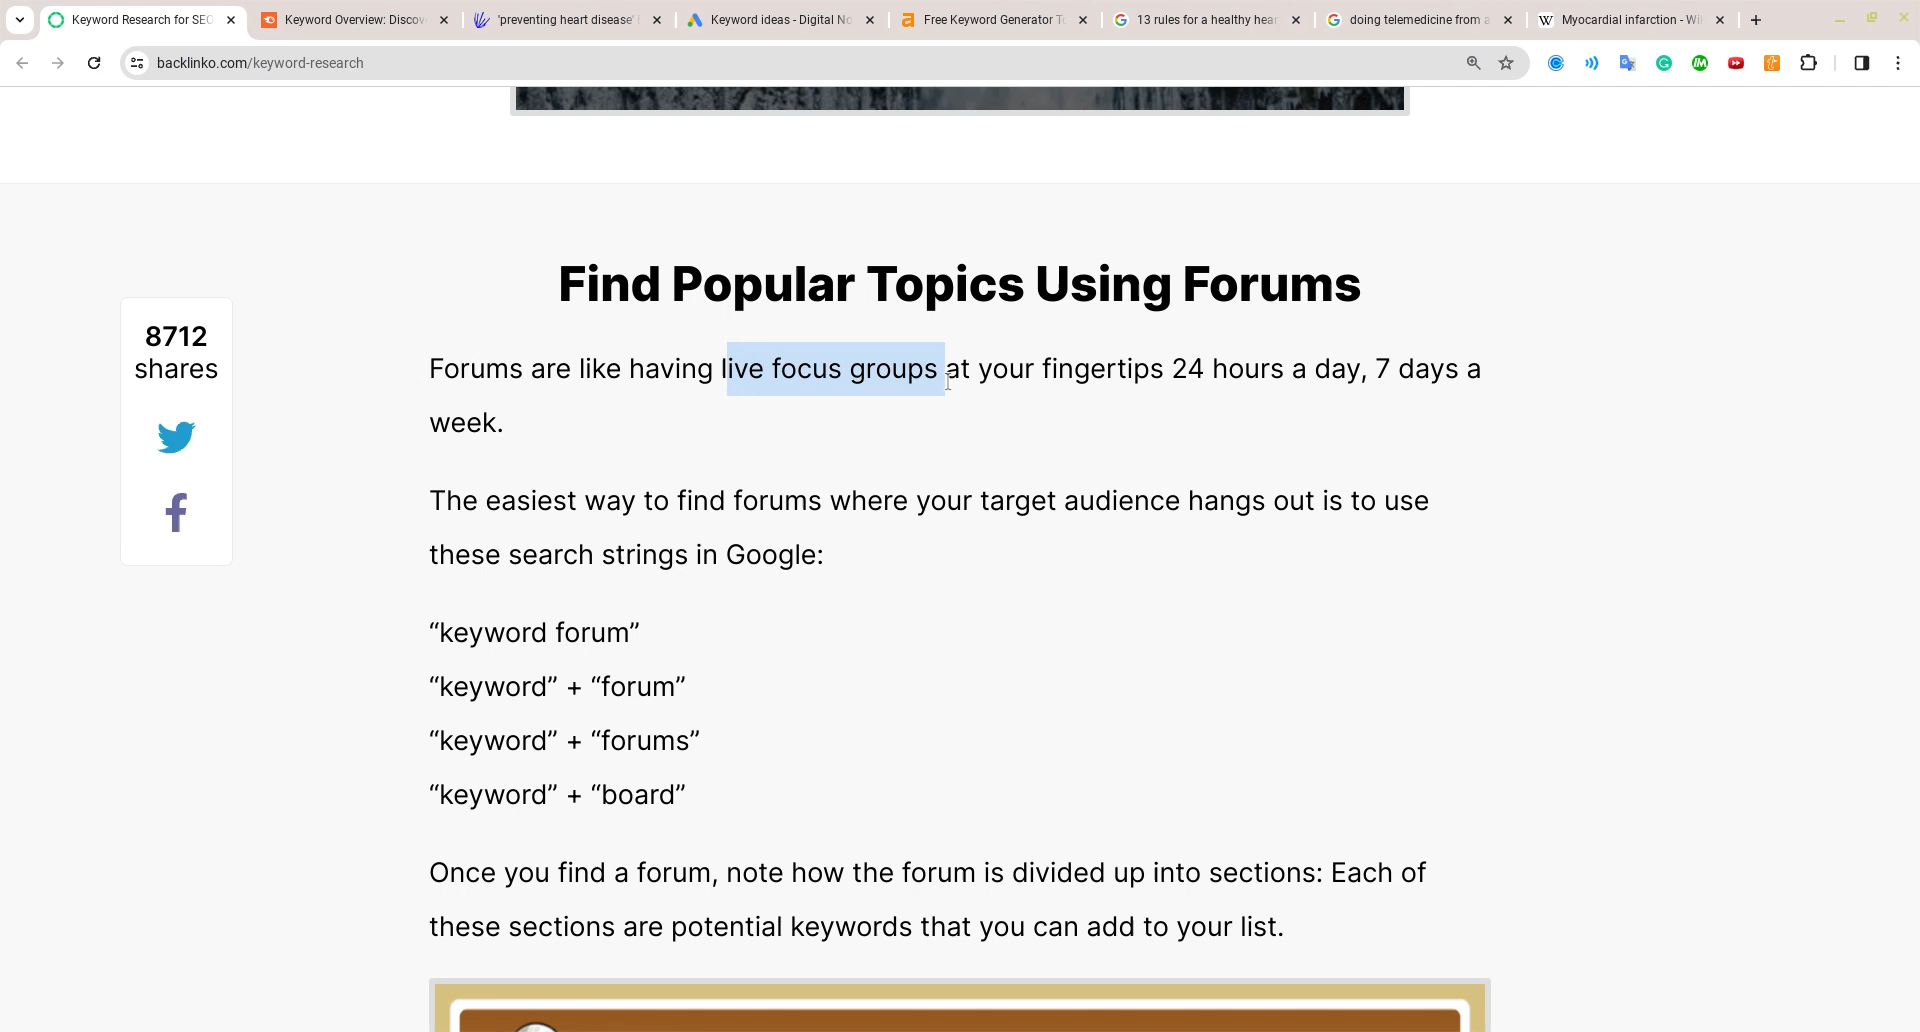 Keyword Research for SEO
Keyword Overview: Discov
'preventing heart disease'
Keyword ideas - Digital No
Free Keyword Generator To
13 rules for a healthy hear
doing telemedicine from a
Myocardial infarction - Wi
backlinko.com/keyword-research
Find Popular Topics Using Forums
8712
shares
Forums are like having live focus groups at your fingertips 24 hours a day, 7 days a
week.
The easiest way to find forums where your target audience hangs out is to use
these search strings in Google:
“keyword forum”
“keyword” + “forum”
“keyword” + “forums”
“keyword” + “board”
Once you find a forum, note how the forum is divided up into sections: Each of
these sections are potential keywords that you can add to your list.